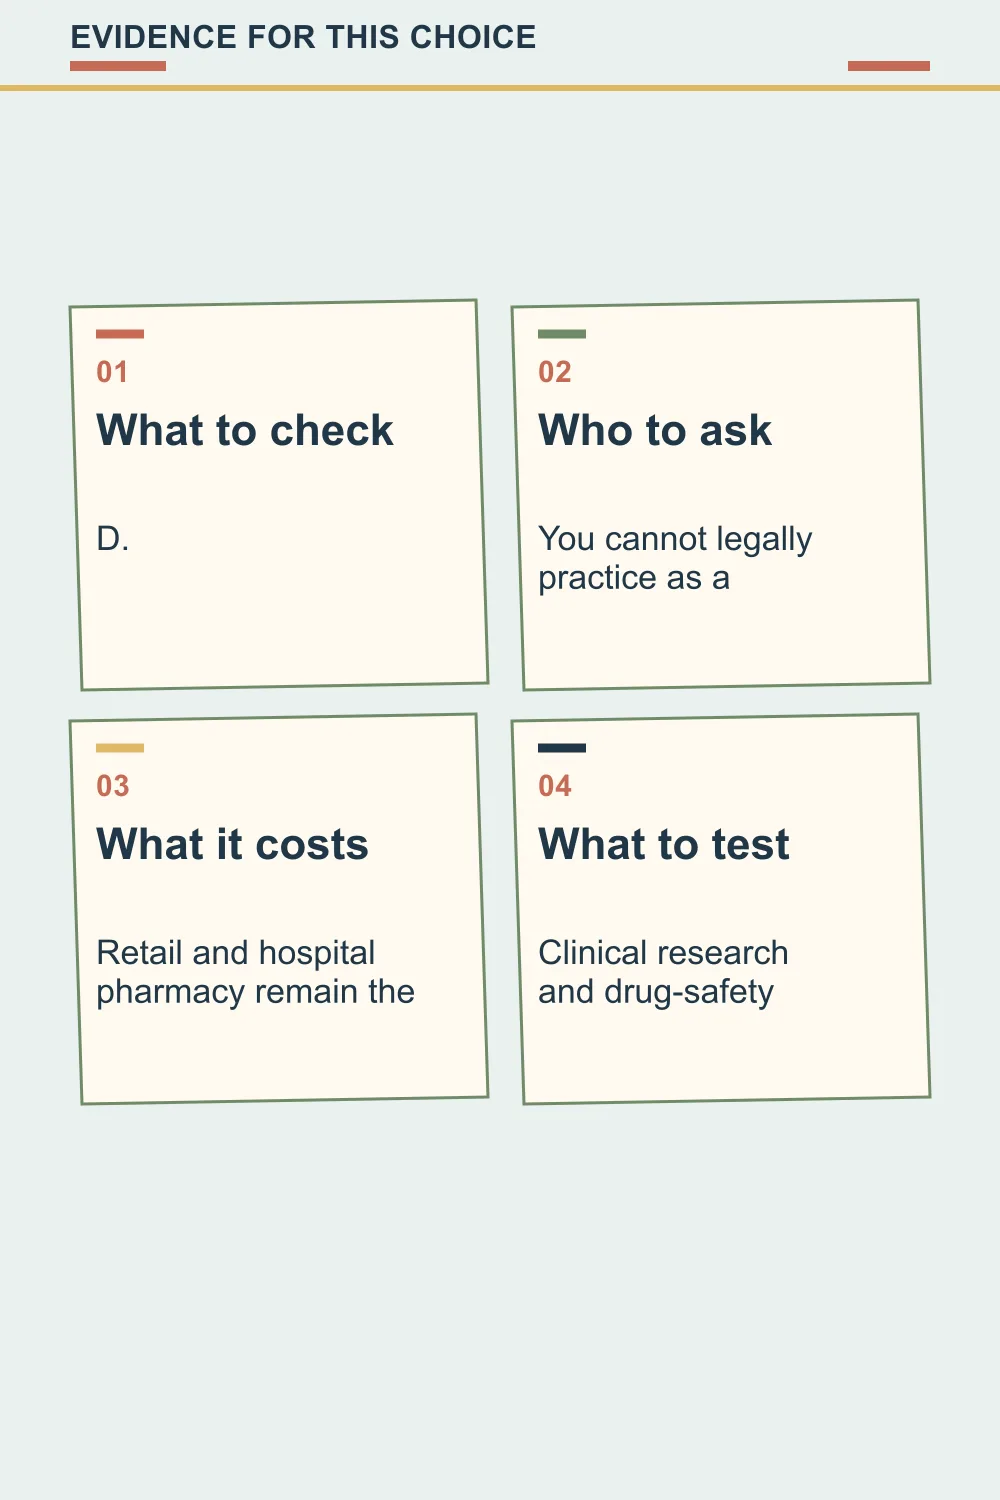 EVIDENCE FOR THIS CHOICE
01
What to check
D.
02
Who to ask
You cannot legally
practice as a
03
What it costs
Retail and hospital
pharmacy remain the
04
What to test
Clinical research
and drug-safety